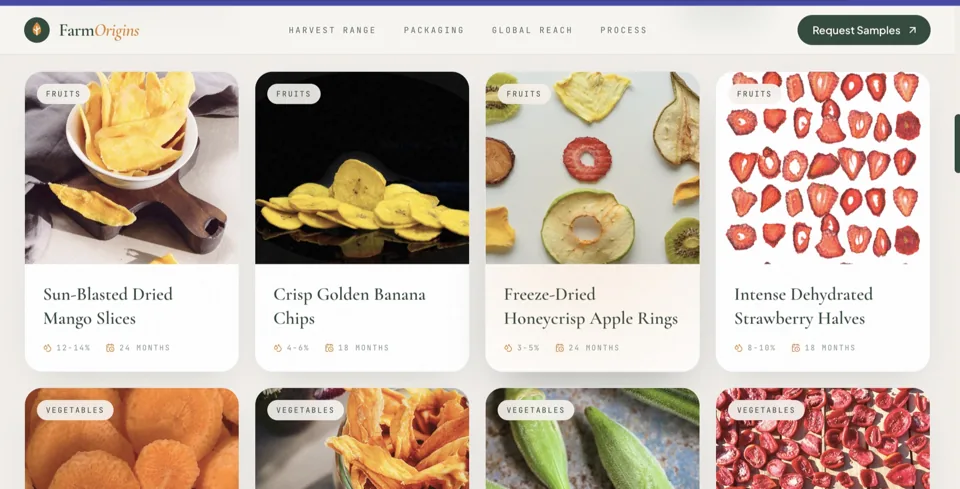 FarmOrigins
HARVEST RANGE
PACKAGING
GLOBAL REACH
PROCESS
Request Samples
FRUITS
FRUITS
FRUITS
FRUITS
Sun-Blasted Dried
Mango Slices
12-14%
24 MONTHS
Crisp Golden Banana
Chips
4-6%
18 MONTHS
Freeze-Dried
Honeycrisp Apple Rings
3-5%
24 MONTHS
Intense Dehydrated
Strawberry Halves
8-10%
18 MONTHS
VEGETABLES
VEGETABLES
VEGETABLES
VEGETABLES